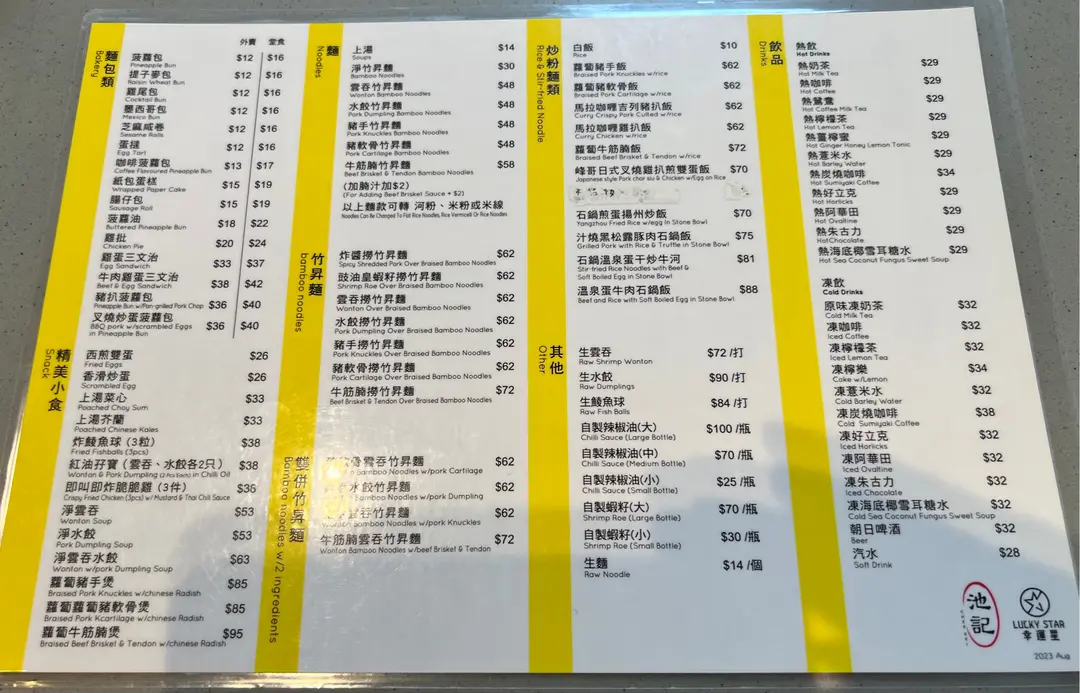 麵包類
Bakery
外賣 堂食
菠蘿包 $12 $16
Pineapple Bun
提子麥包 $12 $16
Raisin Wheat Bun
雞尾包 $12 $16
Cocktail Bun
墨西哥包 $12 $16
Mexico Bun
芝麻咸卷 $12 $16
Sesame Rolls
蛋撻 $12 $16
Egg Tart
咖啡菠蘿包 $13 $17
Coffee Flavoured Pineapple Bun
紙包蛋糕 $15 $19
Wrapped Paper Cake
腸仔包 $15 $19
Sausage Roll
菠蘿油 $18 $22
Buttered Pineapple Bun
雞批 $20 $24
Chicken Pie
雞蛋三文治 $33 $37
Egg Sandwich
牛肉雞蛋三文治 $38 $42
Beef & Egg Sandwich
豬扒菠蘿包 $36 $40
Pineapple Bun w/Pan-grilled Pork Chop
叉燒炒蛋菠蘿包 $36 $40
BBQ pork w/scrambled Eggs
in Pineapple Bun
精美小食
Snack
西煎雙蛋 $26
Fried Eggs
香滑炒蛋 $26
Scrambled Egg
上湯菜心 $33
Poached Choy Sum
上湯芥蘭 $33
Poached Chinese Kales
炸鯪魚球 (3粒) $38
Fried Fishballs (3pcs)
紅油孖寶 (雲吞、水餃各2只) $38
Wonton & Pork Dumpling (2 Pcs Each) in Chilli Oil
即叫即炸脆脆雞 (3件) $36
Crispy Fried Chicken (3pcs) w/ Mustard & Thai Chili Sauce
淨雲吞 $53
Wonton Soup
淨水餃 $53
Pork Dumpling Soup
淨雲吞水餃 $63
Wonton w/pork Dumpling Soup
蘿蔔豬手煲 $85
Braised Pork Knuckles w/chinese Radish
蘿蔔蘿蔔豬軟骨煲 $85
Braised Pork Kcartilage w/chinese Radish
蘿蔔牛筋腩煲 $95
Braised Beef Brisket & Tendon w/chinese Radish
麵
Noodles
上湯 $14
Soups
淨竹昇麵 $30
Bamboo Noodles
雲吞竹昇麵 $48
Wonton Bamboo Noodles
水餃竹昇麵 $48
Pork Dumpling Bamboo Noodles
豬手竹昇麵 $48
Pork Knuckles Bamboo Noodles
豬軟骨竹昇麵 $48
Pork Cartilage Bamboo Noodles
牛筋腩竹昇麵 $58
Beef Brisket & Tendon Bamboo Noodles
(加腩汁加$2)
(For Adding Beef Brisket Sauce + $2)
以上麵款可轉 河粉、米粉或米線
Noodles Can Be Changed To Flat Rice Noodles, Rice Vermicelli Or Rice Noodles
竹昇麵
bamboo noodles
炸醬撈竹昇麵 $62
Spicy Shredded Pork Over Braised Bamboo Noodles
豉油皇蝦籽撈竹昇麵 $62
Shrimp Roe Over Braised Bamboo Noodles
雲吞撈竹昇麵 $62
Wonton Over Braised Bamboo Noodles
水餃撈竹昇麵 $62
Pork Dumpling Over Braised Bamboo Noodles
豬手撈竹昇麵 $62
Pork Knuckles Over Braised Bamboo Noodles
豬軟骨撈竹昇麵 $62
Pork Cartilage Over Braised Bamboo Noodles
牛筋腩撈竹昇麵 $72
Beef Brisket & Tendon Over Braised Bamboo Noodles
雙併竹昇麵
Bamboo noodles w/2 ingredients
軟骨雲吞竹昇麵 $62
Bamboo Noodles w/pork Cartilage
水餃竹昇麵 $62
Bamboo Noodles w/pork Dumpling
雲吞竹昇麵 $62
Bamboo Noodles w/pork Knuckles
牛筋腩雲吞竹昇麵 $72
Wonton Bamboo Noodles w/beef Brisket & Tendon
炒粉麵類
Rice & Stir-fried Noodle
白飯 $10
Rice
蘿蔔豬手飯 $62
Braised Pork Knuckles w/rice
蘿蔔豬軟骨飯 $62
Braised Pork Cartilage w/rice
馬拉咖喱吉列豬扒飯 $62
Curry Crispy Pork Cutled w/rice
馬拉咖喱雞扒飯 $62
Curry Chicken w/rice
蘿蔔牛筋腩飯 $72
Braised Beef Brisket & Tendon w/rice
峰哥日式叉燒雞扒煎雙蛋飯 $70
Japanese style Pork char siu & Chicken w/Egg on Rice
石鍋煎蛋揚州炒飯 $70
Yangzhou Fried Rice w/egg in Stone Bowl
汁燒黑松露豚肉石鍋飯 $75
Grilled Pork with Rice & Truffle in Stone Bowl
石鍋溫泉蛋干炒牛河 $81
Stir-fried Rice Noodles with Beef &
Soft Boiled Egg in Stone Bowl
溫泉蛋牛肉石鍋飯 $88
Beef and Rice with Soft Boiled Egg in Stone Bowl
其他
Other
生雲吞 $72 /打
Raw Shrimp Wonton
生水餃 $90 /打
Raw Dumplings
生鯪魚球 $84 /打
Raw Fish Balls
自製辣椒油(大) $100 /瓶
Chilli Sauce (Large Bottle)
自製辣椒油(中) $70 /瓶
Chilli Sauce (Medium Bottle)
自製辣椒油(小) $25 /瓶
Chilli Sauce (Small Bottle)
自製蝦籽(大) $70 /瓶
Shrimp Roe (Large Bottle)
自製蝦籽(小) $30 /瓶
Shrimp Roe (Small Bottle)
生麵 $14 /個
Raw Noodle
飲品
Drinks
熱飲
Hot Drinks
熱奶茶 $29
Hot Milk Tea
熱咖啡 $29
Hot Coffee
熱鴛鴦 $29
Hot Coffee Milk Tea
熱檸檬茶 $29
Hot Lemon Tea
熱薑檸樂 $29
Hot Ginger Honey Lemon Tonic
熱薏米水 $29
Hot Barley Water
熱炭燒咖啡 $34
Hot Sumiyaki Coffee
熱好立克 $29
Hot Horlicks
熱阿華田 $29
Hot Ovaltine
熱朱古力 $29
HotChocolate
熱海底椰雪耳糖水 $29
Hot Sea Coconut Fungus Sweet Soup
凍飲
Cold Drinks
原味凍奶茶 $32
Cold Milk Tea
凍咖啡 $32
Iced Coffee
凍檸檬茶 $32
Iced Lemon Tea
凍檸樂 $34
Coke w/Lemon
凍薏米水 $32
Cold Barley Water
凍炭燒咖啡 $38
Cold Sumiyaki Coffee
凍好立克 $32
Iced Horlicks
凍阿華田 $32
Iced Ovaltine
凍朱古力 $32
Iced Chocolate
凍海底椰雪耳糖水 $32
Cold Sea Coconut Fungus Sweet Soup
朝日啤酒 $32
Beer
汽水 $28
Soft Drink
池記
LUCKY STAR
幸運星
2023 Aug